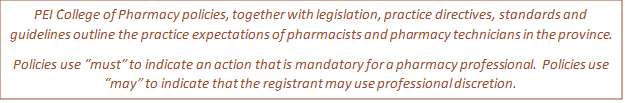 PEI College of Pharmacy policies, together with legislation, practice directives, standards and
guidelines outline the practice expectations of pharmacists and pharmacy technicians in the province.
Policies use “must” to indicate an action that is mandatory for a pharmacy professional.  Policies use
“may” to indicate that the registrant may use professional discretion.